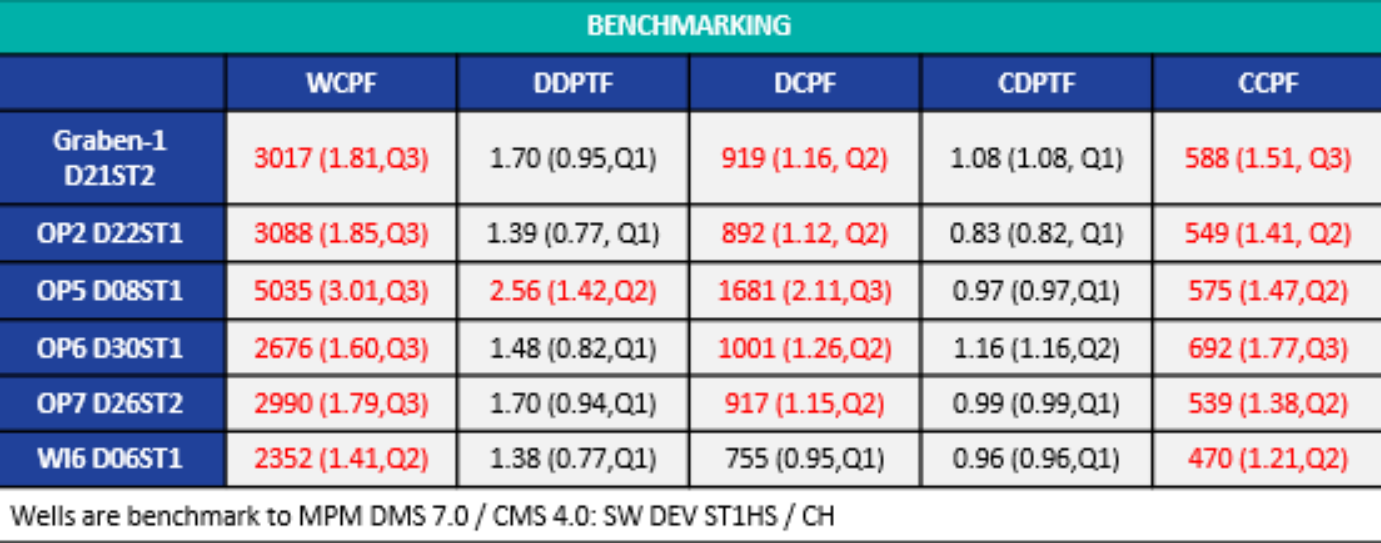 BENCHMARKING
WCPF DDPTF DCPF CDPTF CCPF
Graben-1
D21ST2 3017 (1.81,Q3) 1.70 (0.95,Q1) 919 (1.16, Q2) 1.08 (1.08, Q1) 588 (1.51, Q3)
OP2 D22ST1 3088 (1.85,Q3) 1.39 (0.77, Q1) 892 (1.12, Q2) 0.83 (0.82, Q1) 549 (1.41, Q2)
OP5 D08ST1 5035 (3.01,Q3) 2.56 (1.42,Q2) 1681 (2.11,Q3) 0.97 (0.97,Q1) 575 (1.47,Q2)
OP6 D30ST1 2676 (1.60,Q3) 1.48 (0.82,Q1) 1001 (1.26,Q2) 1.16 (1.16,Q2) 692 (1.77,Q3)
OP7 D26ST2 2990 (1.79,Q3) 1.70 (0.94,Q1) 917 (1.15,Q2) 0.99 (0.99,Q1) 539 (1.38,Q2)
WI6 D06ST1 2352 (1.41,Q2) 1.38 (0.77,Q1) 755 (0.95,Q1) 0.96 (0.96,Q1) 470 (1.21,Q2)
Wells are benchmark to MPM DMS 7.0 / CMS 4.0: SW DEV ST1HS / CH